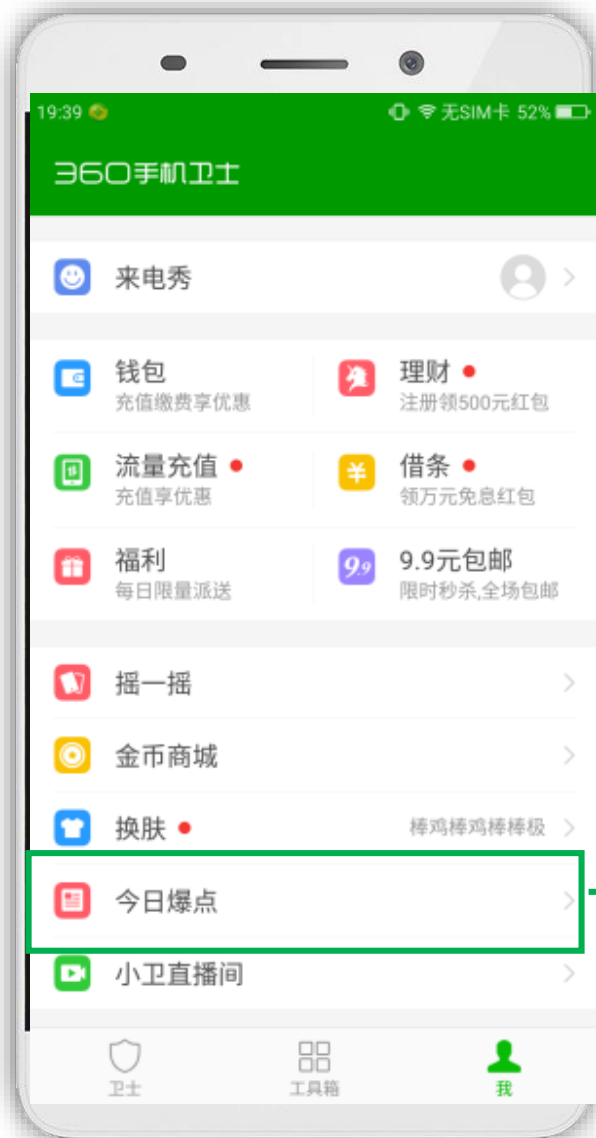 19:39 无SIM卡 52%
360手机卫士
来电秀
钱包 理财
充值缴费享优惠 注册领500元红包
流量充值 借条
充值享优惠 领万元免息红包
福利 9.9 9.9元包邮
每日限量派送 限时秒杀,全场包邮
摇一摇
金币商城
换肤 棒鸡棒鸡棒棒极
今日爆点
小卫直播间
卫士 工具箱 我